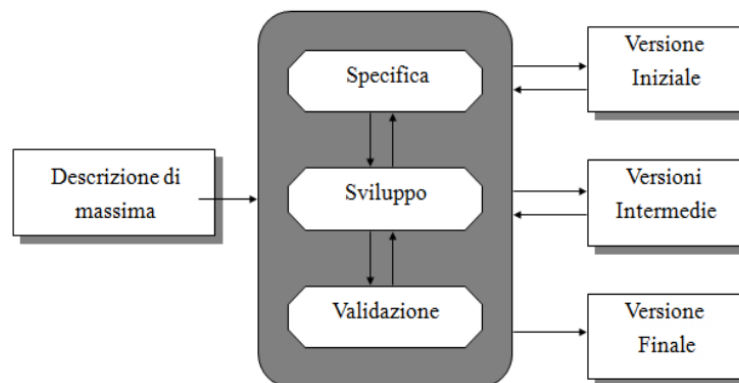 Specifica
Versione
Iniziale
Descrizione di
massima
Sviluppo
Versioni
Intermedie
Validazione
Versione
Finale